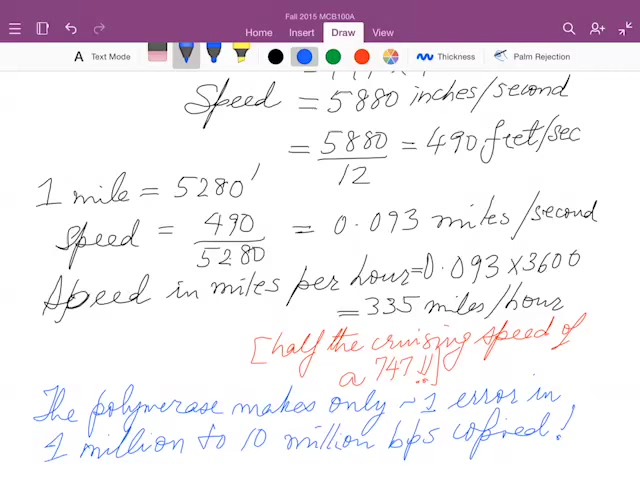 Fall 2015 MCB100A
Home Insert Draw View
A Text Mode Thickness Palm Rejection
Speed = 5880 inches/second
= 5880/12 = 490 feet/sec
1 mile = 5280'
speed = 490/5280 = 0.093 miles/second
Speed in miles per hour = 0.093 × 3600
= 335 miles/hour
[half the cruising speed of
a 747!!]
The polymerase makes only ~1 error in
1 million to 10 million bps copied!